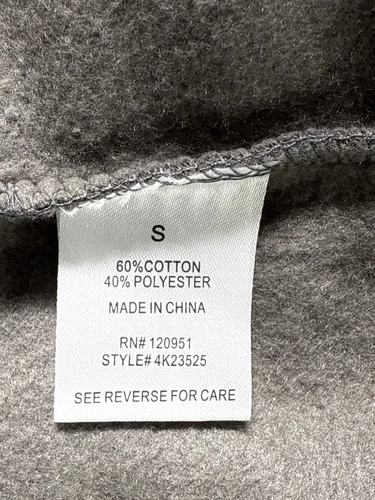 S
60%COTTON
40% POLYESTER
MADE IN CHINA
RN# 120951
STYLE# 4K23525
SEE REVERSE FOR CARE